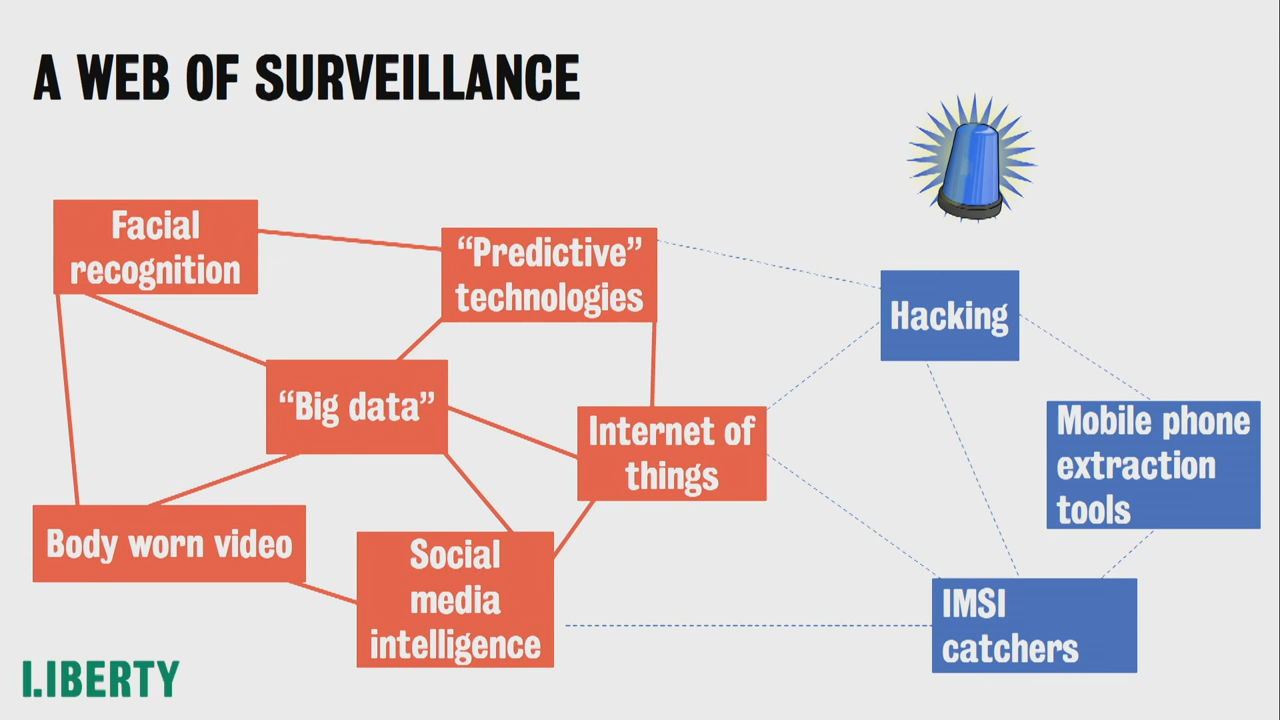 A WEB OF SURVEILLANCE
Facial
recognition
“Predictive”
technologies
Hacking
“Big data”
Internet of
things
Mobile phone
extraction
tools
Body worn video
Social
media
intelligence
IMSI
catchers
LIBERTY